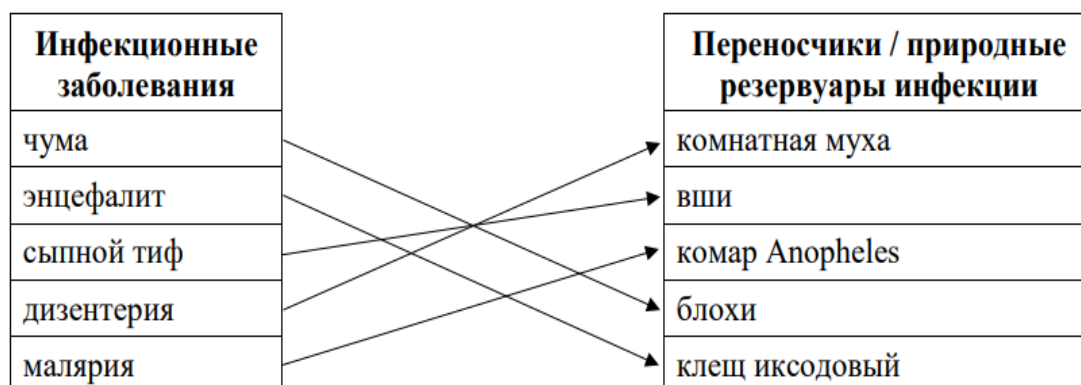 Инфекционные
заболевания
чума
энцефалит
сыпной тиф
дизентерия
малярия
Переносчики / природные
резервуары инфекции
комнатная муха
вши
комар Anopheles
блохи
клещ иксодовый